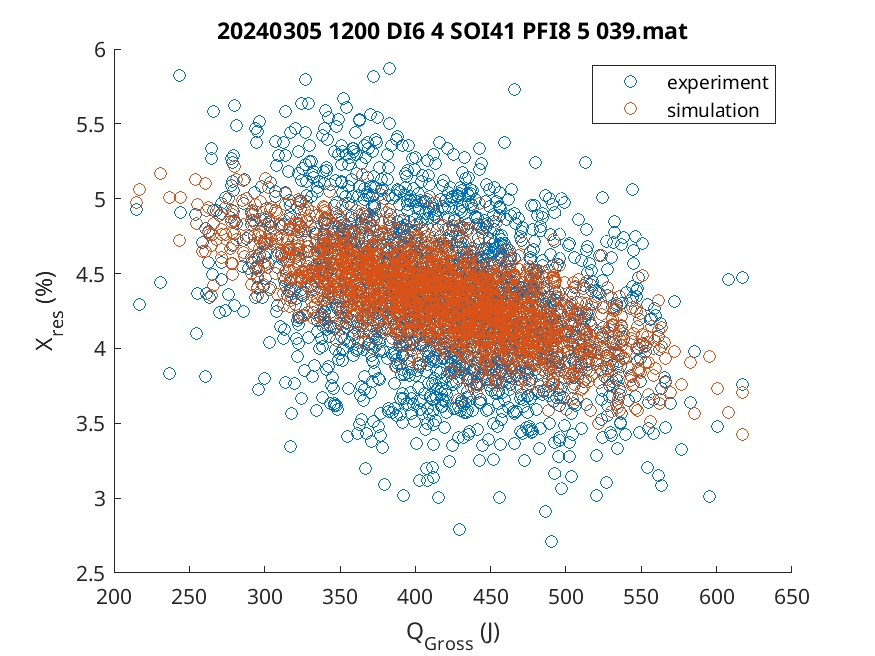 20240305 1200 DI6 4 SOI41 PFI8 5 039.mat
6
experiment
simulation
5.5
5
4.5
X_res (%)
4
3.5
3
2.5
200 250 300 350 400 450 500 550 600 650
Q_Gross (J)